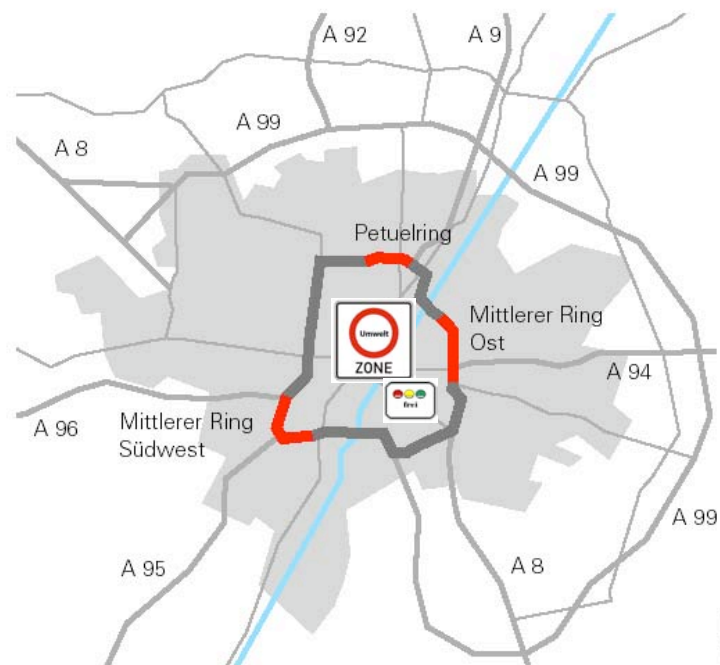 A 92
A 9
A 99
A 8
A 99
Petuelring
Mittlerer Ring
Ost
Umwelt
ZONE
frei
A 94
Mittlerer Ring
Südwest
A 96
A 99
A 95
A 8